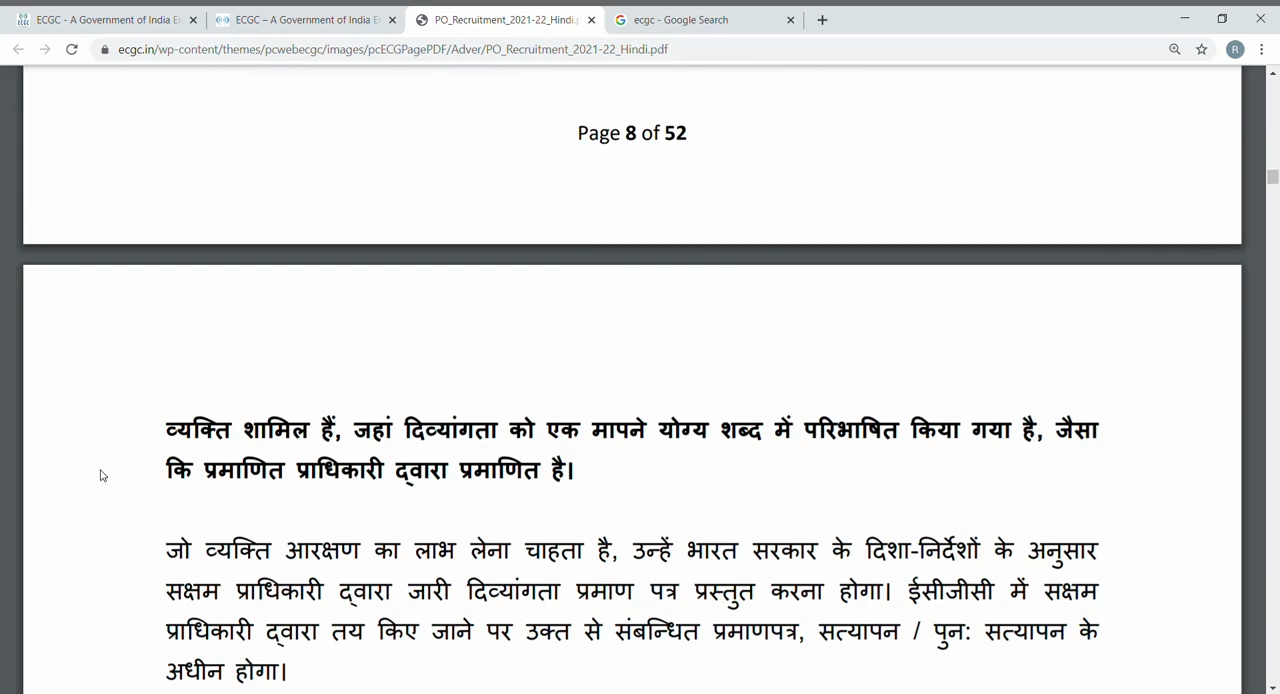 ECGC - A Government of India E
ECGC – A Government of India E
PO_Recruitment_2021-22_Hindi.p
ecgc - Google Search
ecgc.in/wp-content/themes/pcwebecgc/images/pcECGPagePDF/Adver/PO_Recruitment_2021-22_Hindi.pdf
R
Page 8 of 52
व्यक्ति शामिल हैं, जहां दिव्यांगता को एक मापने योग्य शब्द में परिभाषित किया गया है, जैसा
कि प्रमाणित प्राधिकारी द्वारा प्रमाणित है।
जो व्यक्ति आरक्षण का लाभ लेना चाहता है, उन्हें भारत सरकार के दिशा-निर्देशों के अनुसार
सक्षम प्राधिकारी द्वारा जारी दिव्यांगता प्रमाण पत्र प्रस्तुत करना होगा। ईसीजीसी में सक्षम
प्राधिकारी द्वारा तय किए जाने पर उक्त से संबन्धित प्रमाणपत्र, सत्यापन / पुन: सत्यापन के
अधीन होगा।